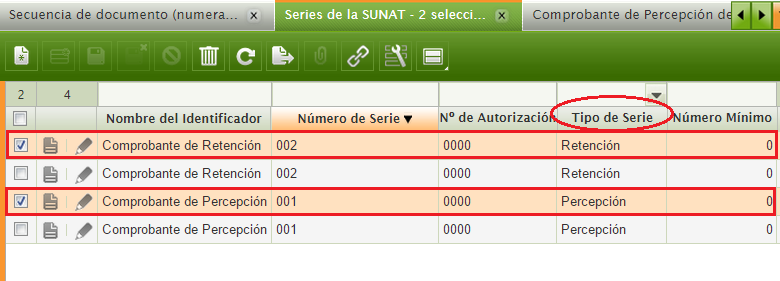 Secuencia de documento (numera...
Series de la SUNAT - 2 selecci...
Comprobante de Percepción de
2 4
Nombre del Identificador Número de Serie Nº de Autorización Tipo de Serie Número Mínimo
Comprobante de Retención 002 0000 Retención 0
Comprobante de Retención 002 0000 Retención 0
Comprobante de Percepción 001 0000 Percepción 0
Comprobante de Percepción 001 0000 Percepción 0